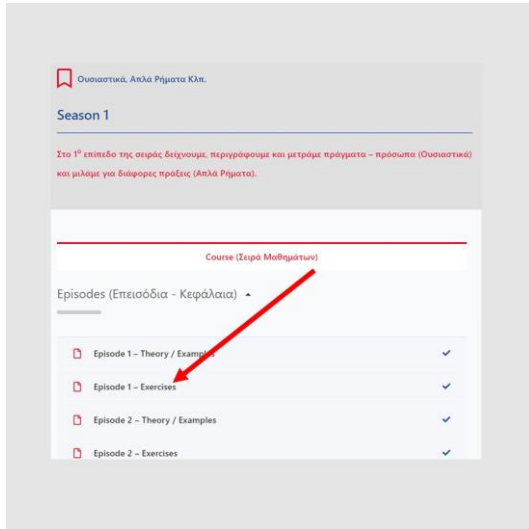 Ουσιαστικά, Απλά Ρήματα Κλπ.
Season 1
Στο 1º επίπεδο της σειράς δείχνουμε, περιγράφουμε και μετράμε πράγματα – πρόσωπα (Ουσιαστικά)
και μιλάμε για διάφορες πράξεις (Απλά Ρήματα).
Course (Σειρά Μαθημάτων)
Episodes (Επεισόδια - Κεφάλαια)
Episode 1 – Theory / Examples
Episode 1 – Exercises
Episode 2 – Theory / Examples
Episode 2 – Exercises